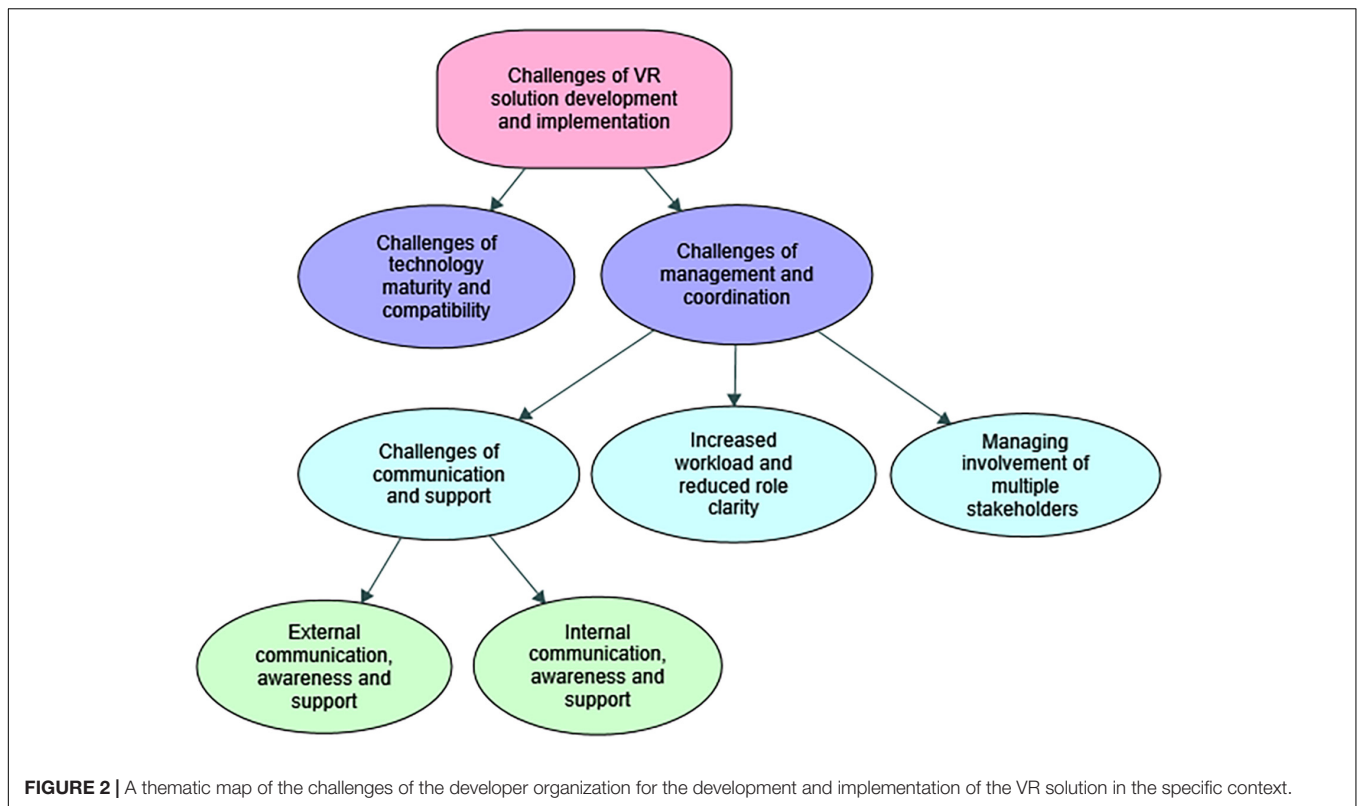 Challenges of VR
solution development
and implementation
Challenges of
technology
maturity and
compatibility
Challenges of
management and
coordination
Challenges of
communication
and support
Increased
workload and
reduced role
clarity
Managing
involvement of
multiple
stakeholders
External
communication,
awareness and
support
Internal
communication,
awareness and
support
FIGURE 2 | A thematic map of the challenges of the developer organization for the development and implementation of the VR solution in the specific context.